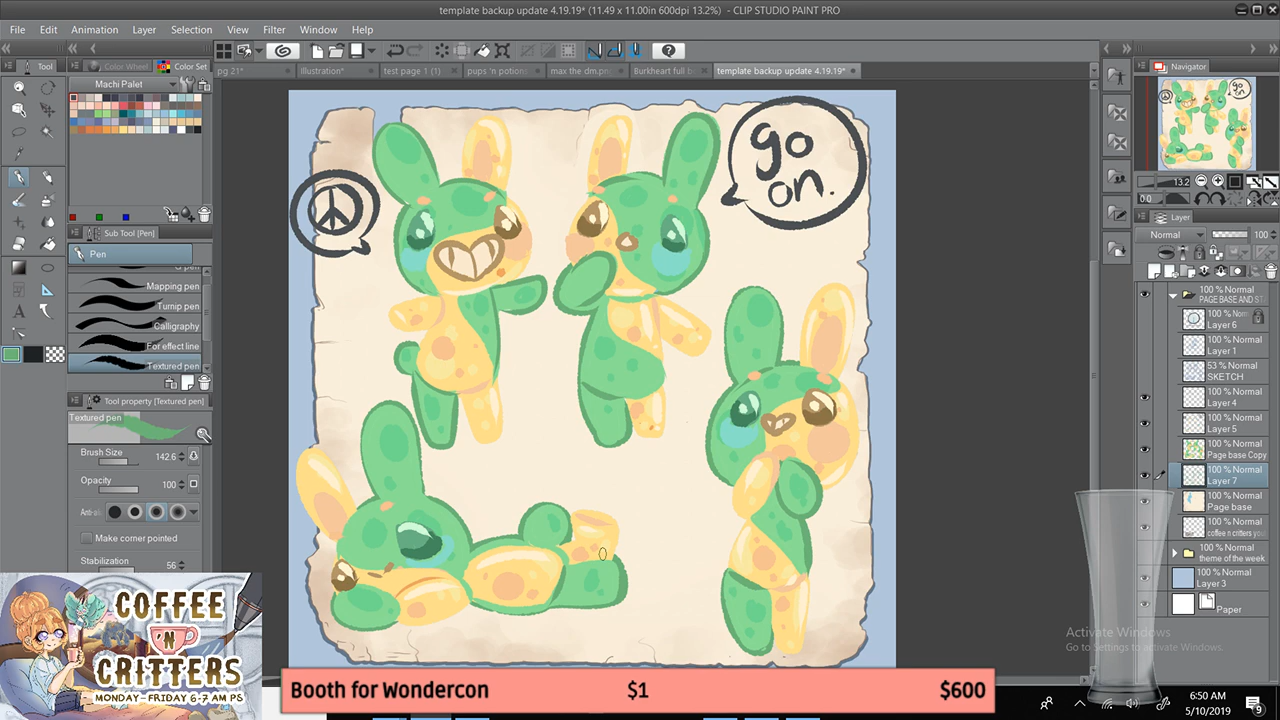 template backup update 4.19.19* (11.49 x 11.00in 600dpi 13.2%) - CLIP STUDIO PAINT PRO
File Edit Animation Layer Selection View Filter Window Help
Tool
Color Wheel
Color Set
pg 21*
Illustration*
test page 1 (1)
pups 'n potions
max the dm.png
Burkheart full b
template backup update 4.19.19*
Navigator
Machi Palet
go
on.
13.2
0.0
Sub Tool [Pen]
Pen
Mapping pen
Turnip pen
Calligraphy
For effect line
Textured pen
Tool property [Textured pen]
Textured pen
Brush Size 142.6
Opacity 100
Make corner pointed
Stabilization 56
Layer
Normal 100
100 % Normal
PAGE BASE AND ST
Layer 6
100 % Normal
Layer 1
53 % Normal
SKETCH
100 % Normal
Layer 4
100 % Normal
Layer 5
100 % Normal
Page base Copy
100 % Normal
Layer 7
100 % Normal
Page base
100 % Normal
coffee n critters you
100 % Normal
theme of the week
100 % Normal
Layer 3
Paper
Activate Windows
Go to Settings to activate Windows.
COFFEE
'N
CRITTERS
MONDAY-FRIDAY 6-7 AM PS
Booth for Wondercon $1 $600
6:50 AM
5/10/2019